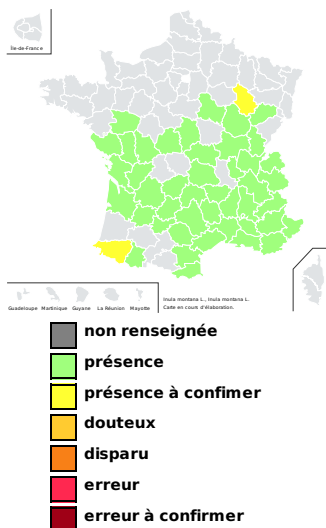 Île-de-France
Guadeloupe Martinique Guyane La Réunion Mayotte
Inula montana L., Inula montana L.
Carte en cours d'élaboration.
non renseignée
présence
présence à confimer
douteux
disparu
erreur
erreur à confirmer